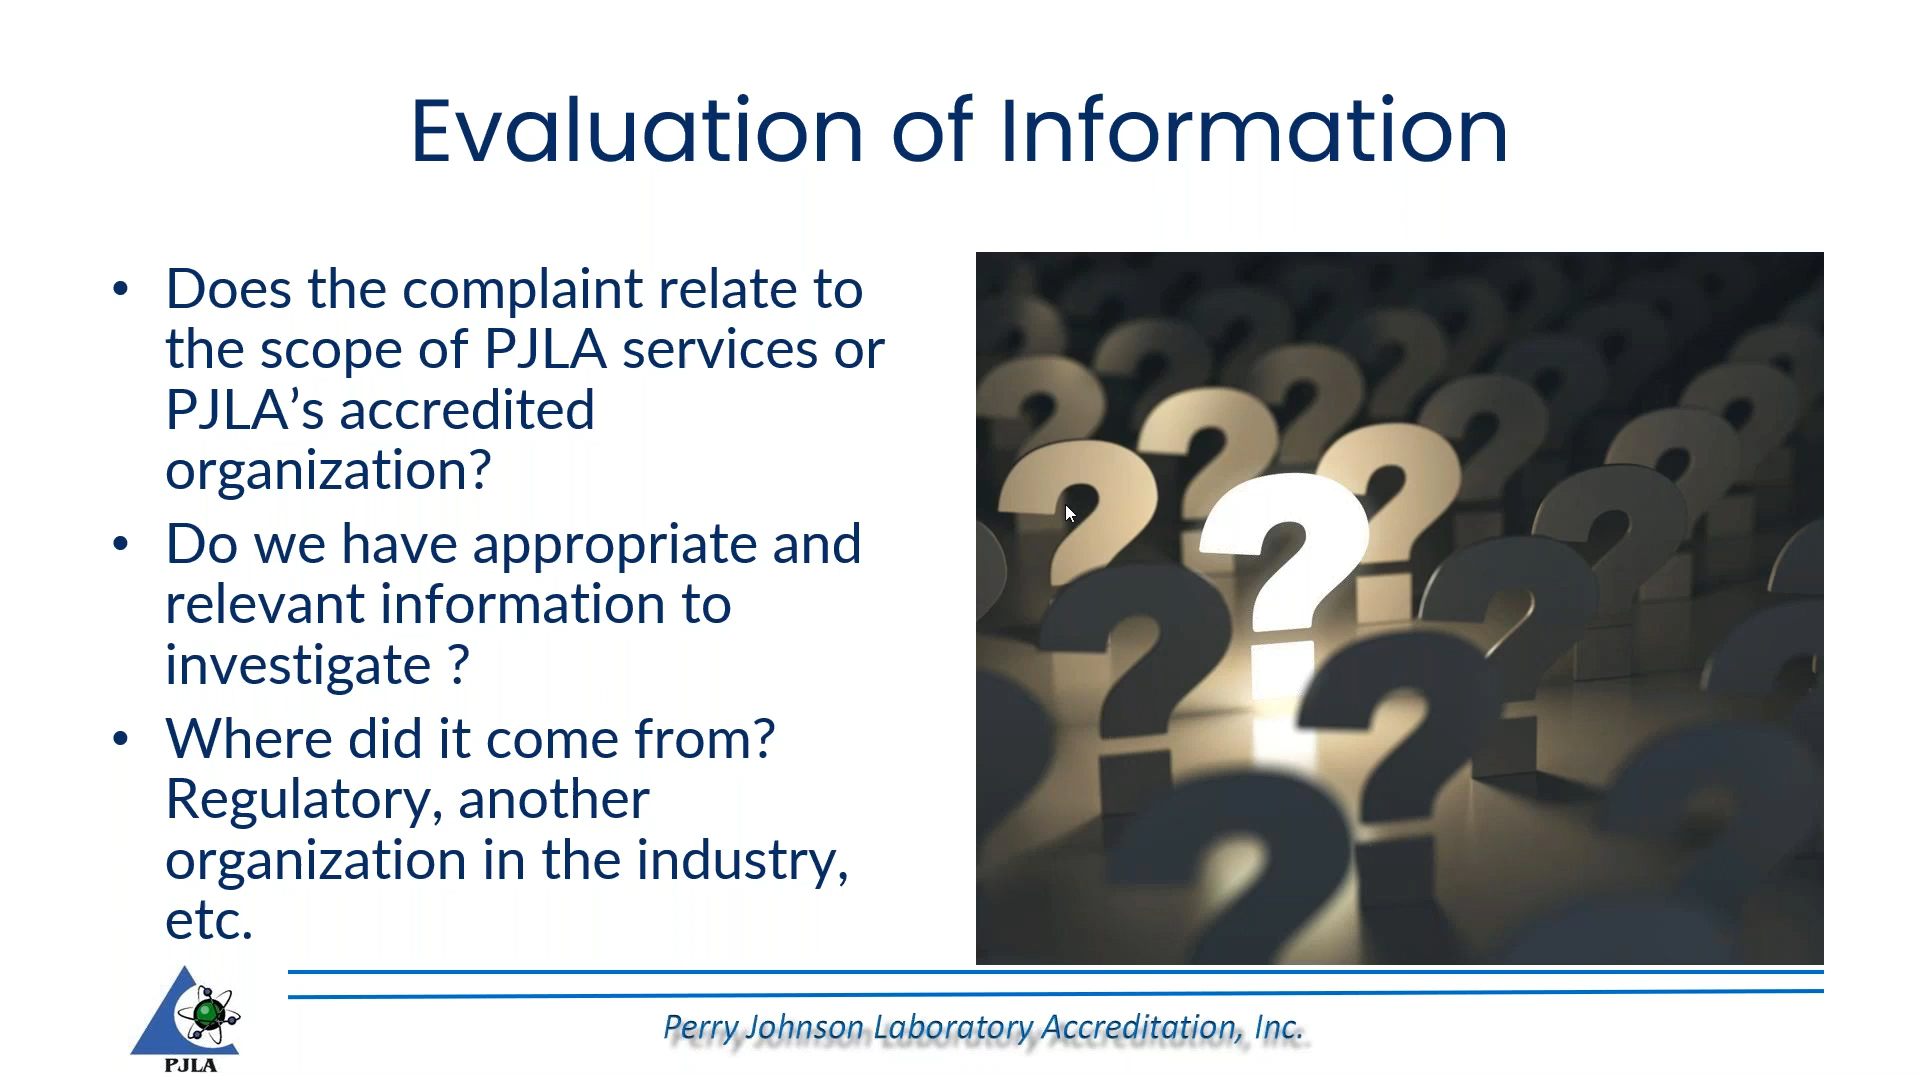 Evaluation of Information
• Does the complaint relate to
the scope of PJLA services or
PJLA’s accredited
organization?
• Do we have appropriate and
relevant information to
investigate ?
• Where did it come from?
Regulatory, another
organization in the industry,
etc.
PJLA
Perry Johnson Laboratory Accreditation, Inc.